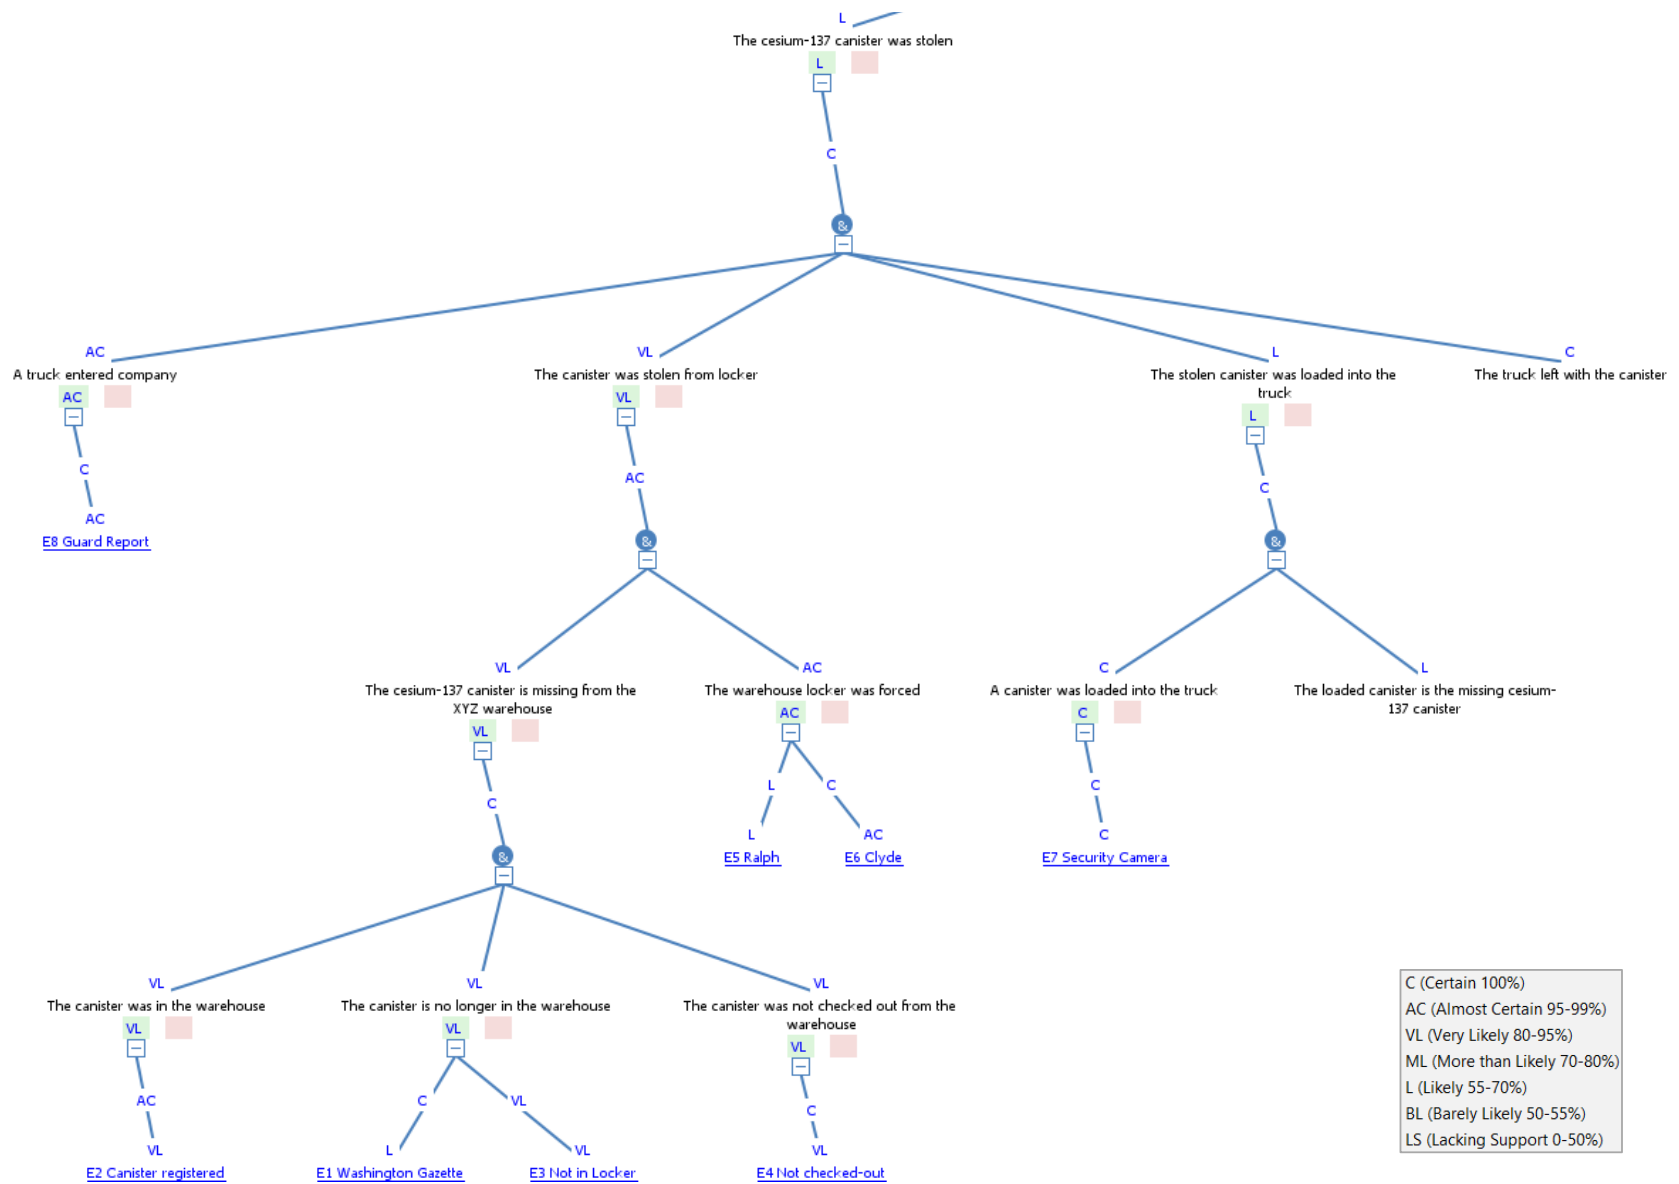 L
The cesium-137 canister was stolen
L
C
&
AC
VL
L
C
A truck entered company
The canister was stolen from locker
The stolen canister was loaded into the
truck
The truck left with the canister
AC
VL
L
C
AC
C
AC
E8 Guard Report
&
&
VL
AC
C
L
The cesium-137 canister is missing from the
XYZ warehouse
The warehouse locker was forced
A canister was loaded into the truck
The loaded canister is the missing cesium-
137 canister
VL
AC
C
C
L
C
C
L
AC
C
E5 Ralph
E6 Clyde
E7 Security Camera
&
VL
VL
VL
The canister was in the warehouse
The canister is no longer in the warehouse
The canister was not checked out from the
warehouse
VL
VL
VL
AC
C
VL
C
VL
L
VL
VL
E2 Canister registered
E1 Washington Gazette
E3 Not in Locker
E4 Not checked-out
C (Certain 100%)
AC (Almost Certain 95-99%)
VL (Very Likely 80-95%)
ML (More than Likely 70-80%)
L (Likely 55-70%)
BL (Barely Likely 50-55%)
LS (Lacking Support 0-50%)